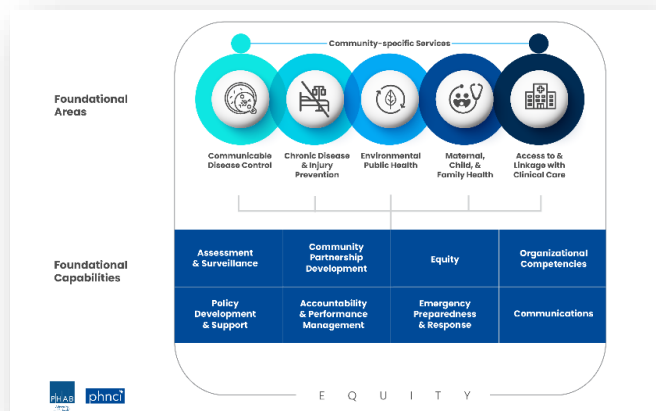 Community-specific Services
Foundational
Areas
Communicable
Disease Control
Chronic Disease
& Injury
Prevention
Environmental
Public Health
Maternal,
Child, &
Family Health
Access to &
Linkage with
Clinical Care
Foundational
Capabilities
Assessment
& Surveillance
Community
Partnership
Development
Equity
Organizational
Competencies
Policy
Development
& Support
Accountability
& Performance
Management
Emergency
Preparedness
& Response
Communications
PHAB
phnci
EQUITY